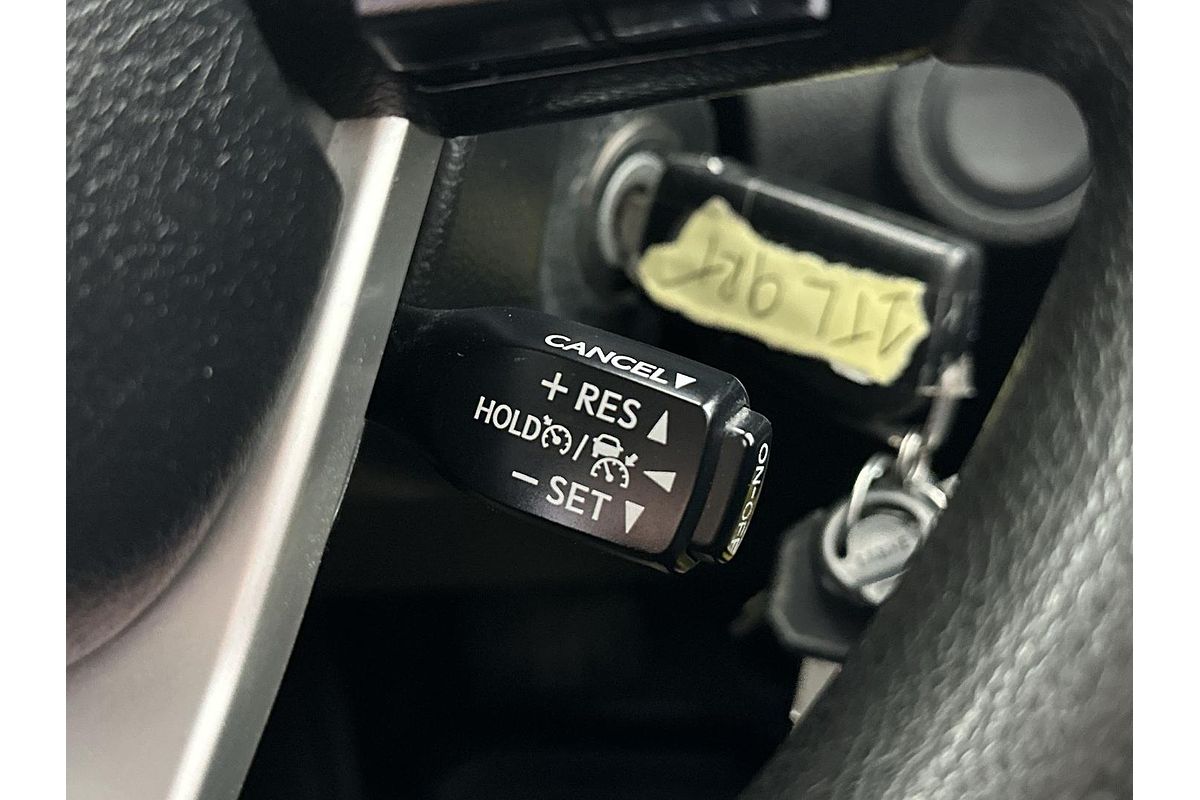 CANCEL▼
+ RES ▲
HOLD / ◀
− SET ▼
ON-OFF